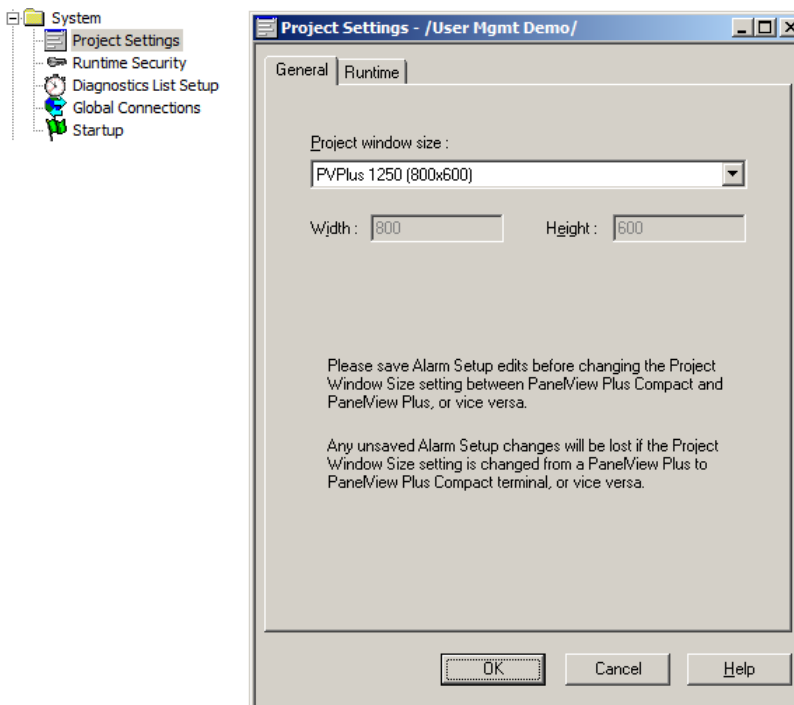 System
Project Settings
Runtime Security
Diagnostics List Setup
Global Connections
Startup
Project Settings - /User Mgmt Demo/
General
Runtime
Project window size :
PVPlus 1250 (800x600)
Width : 800 Height : 600
Please save Alarm Setup edits before changing the Project
Window Size setting between PanelView Plus Compact and
PanelView Plus, or vice versa.
Any unsaved Alarm Setup changes will be lost if the Project
Window Size setting is changed from a PanelView Plus to
PanelView Plus Compact terminal, or vice versa.
OK Cancel Help